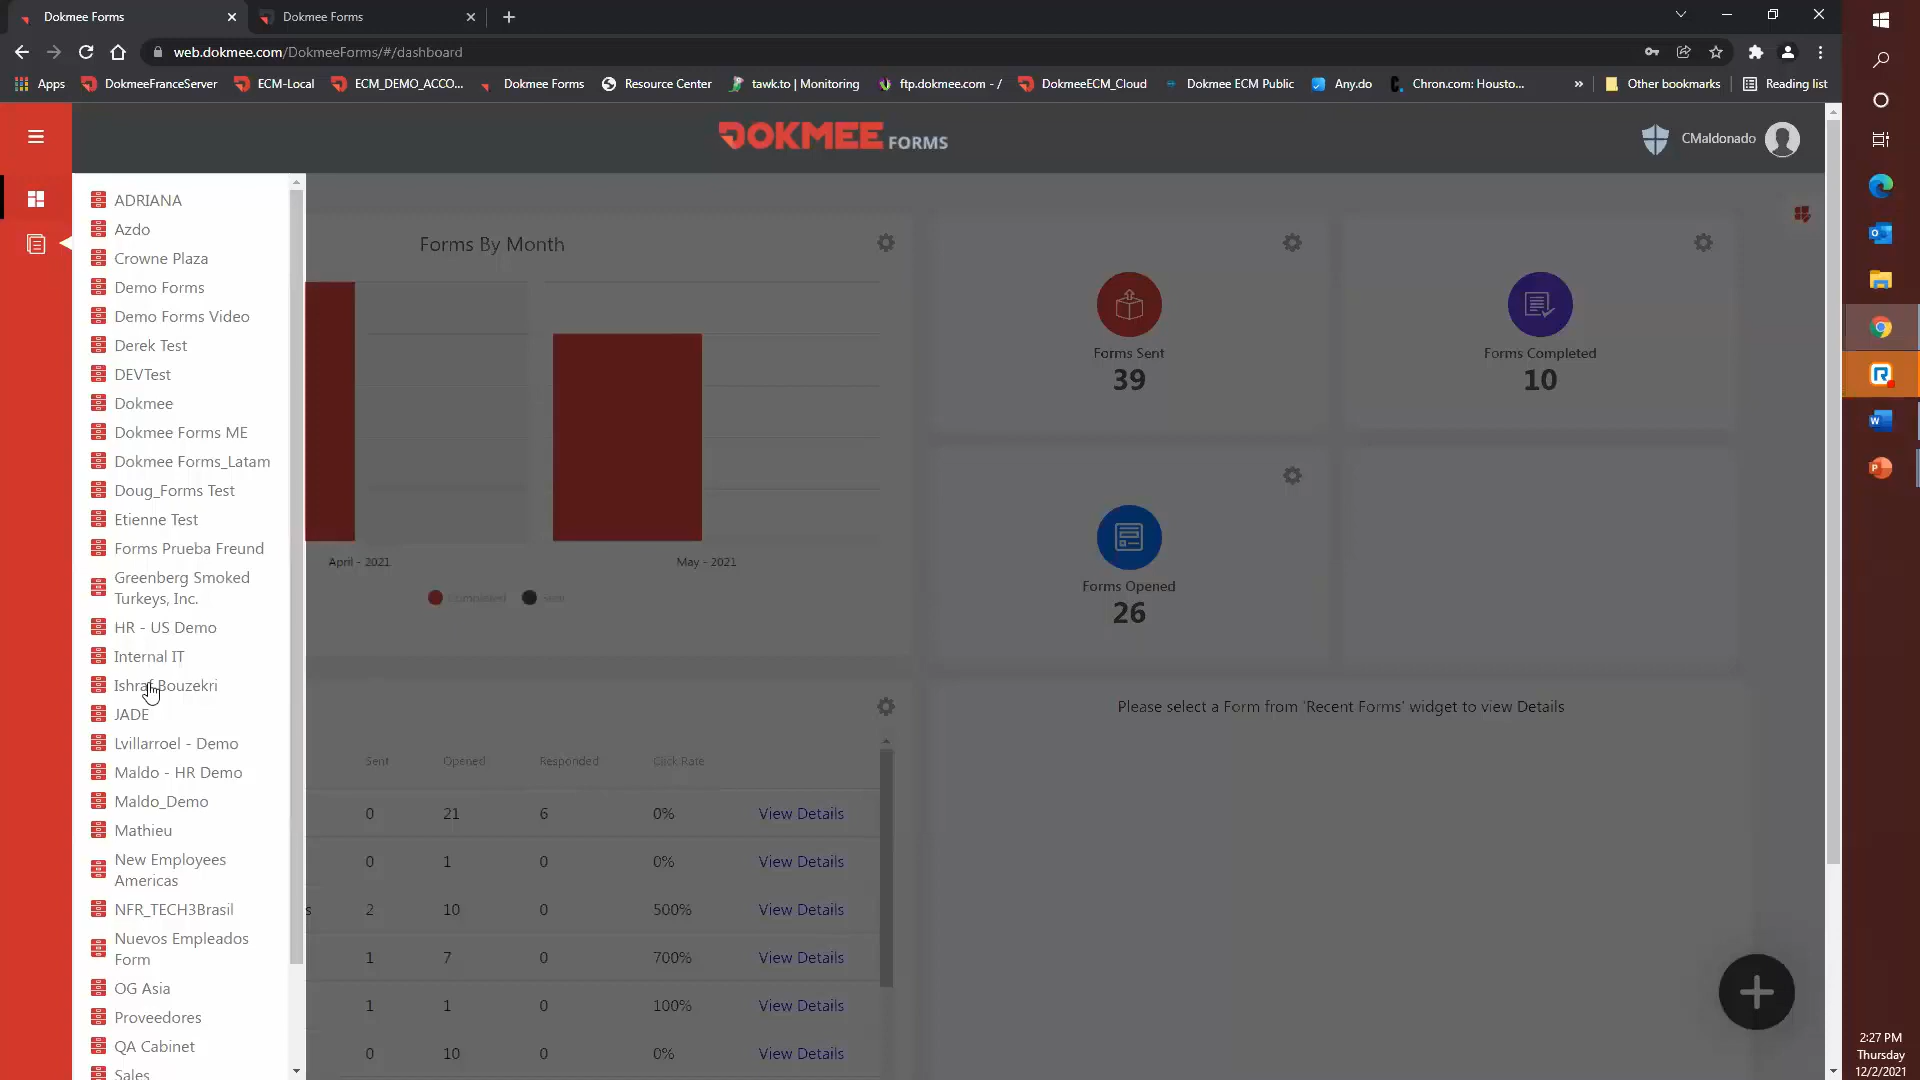 Dokmee Forms
Dokmee Forms
web.dokmee.com/DokmeeForms/#/dashboard
Apps
DokmeeFranceServer
ECM-Local
ECM_DEMO_ACCO...
Dokmee Forms
Resource Center
tawk.to | Monitoring
ftp.dokmee.com - /
DokmeeECM_Cloud
Dokmee ECM Public
Any.do
Chron.com: Housto...
»
Other bookmarks
Reading list
DOKMEE FORMS
CMaldonado
ADRIANA
Azdo
Crowne Plaza
Demo Forms
Demo Forms Video
Derek Test
DEVTest
Dokmee
Dokmee Forms ME
Dokmee Forms_Latam
Doug_Forms Test
Etienne Test
Forms Prueba Freund
Greenberg Smoked
Turkeys, Inc.
HR - US Demo
Internal IT
Ishraf Bouzekri
JADE
Lvillarroel - Demo
Maldo - HR Demo
Maldo_Demo
Mathieu
New Employees
Americas
NFR_TECH3Brasil
Nuevos Empleados
Form
OG Asia
Proveedores
QA Cabinet
Sales
Forms By Month
April - 2021
May - 2021
Completed
Sent
Forms Sent
39
Forms Completed
10
Forms Opened
26
Sent Opened Responded Click Rate
0 21 6 0% View Details
0 1 0 0% View Details
s 2 10 0 500% View Details
1 7 0 700% View Details
1 1 0 100% View Details
0 10 0 0% View Details
Please select a Form from 'Recent Forms' widget to view Details
2:27 PM
Thursday
12/2/2021